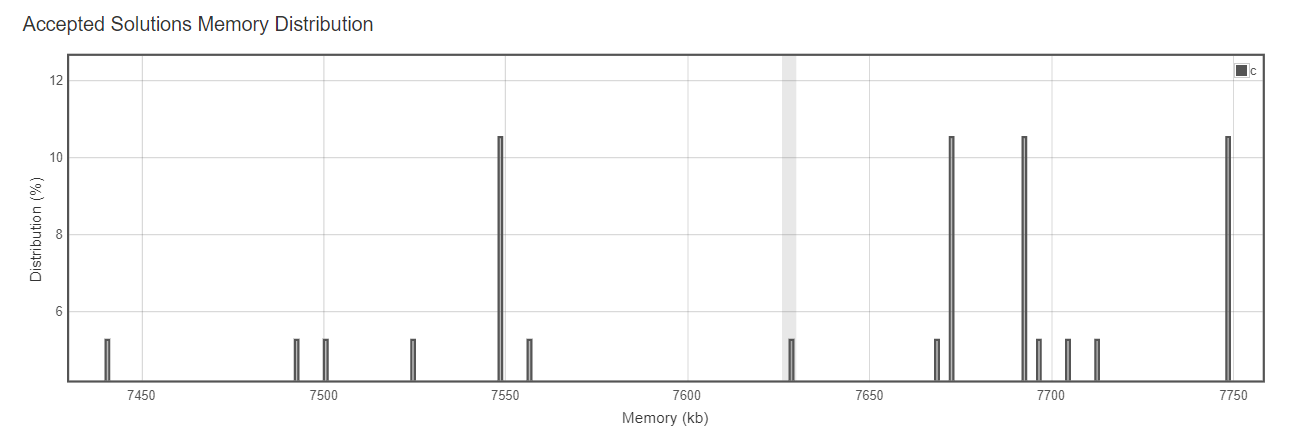 Accepted Solutions Memory Distribution
c
12
10
8
6
Distribution (%)
7450 7500 7550 7600 7650 7700 7750
Memory (kb)